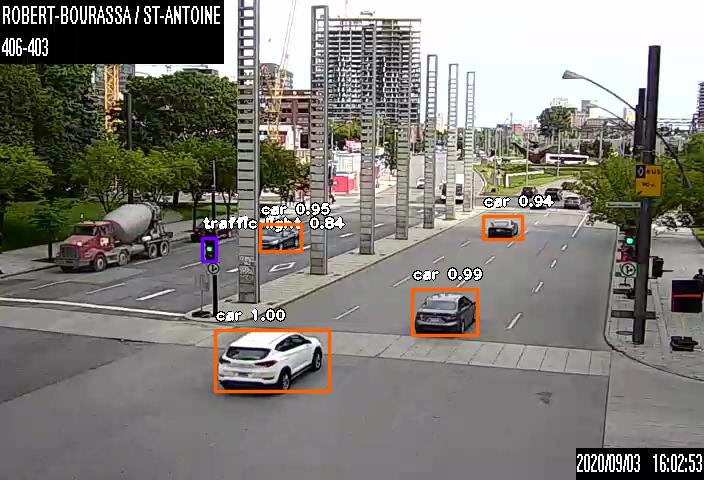 ROBERT-BOURASSA / ST-ANTOINE
406-403
car 0.95
traffic light 0.84
car 0.94
car 0.99
car 1.00
BUS
2020/09/03 16:02:53